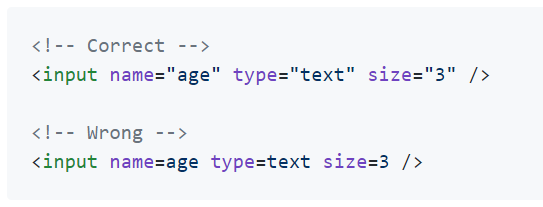 <!-- Correct -->
<input name="age" type="text" size="3" />
<!-- Wrong -->
<input name=age type=text size=3 />